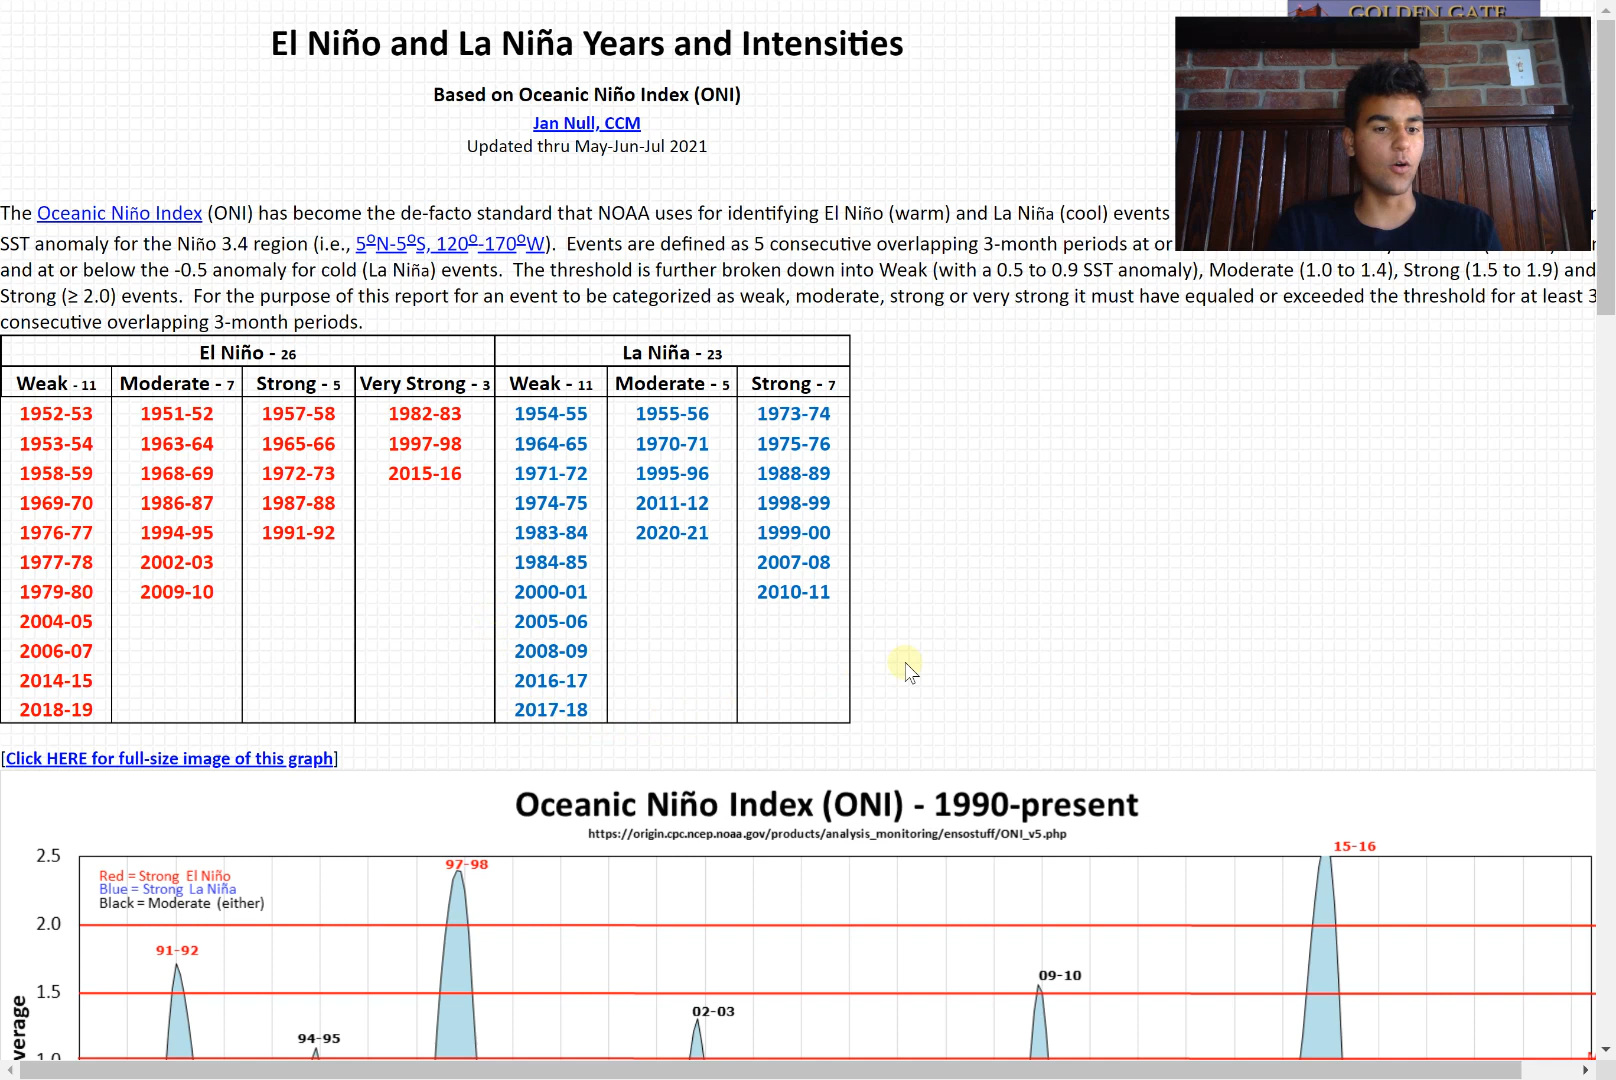 GOLDEN GATE
El Niño and La Niña Years and Intensities
Based on Oceanic Niño Index (ONI)
Jan Null, CCM
Updated thru May-Jun-Jul 2021
The Oceanic Niño Index (ONI) has become the de-facto standard that NOAA uses for identifying El Niño (warm) and La Niña (cool) events
SST anomaly for the Niño 3.4 region (i.e., 5ºN-5ºS, 120º-170ºW). Events are defined as 5 consecutive overlapping 3-month periods at or
and at or below the -0.5 anomaly for cold (La Niña) events. The threshold is further broken down into Weak (with a 0.5 to 0.9 SST anomaly), Moderate (1.0 to 1.4), Strong (1.5 to 1.9) and
Strong (≥ 2.0) events. For the purpose of this report for an event to be categorized as weak, moderate, strong or very strong it must have equaled or exceeded the threshold for at least 3
consecutive overlapping 3-month periods.
El Niño - 26 La Niña - 23
Weak - 11 Moderate - 7 Strong - 5 Very Strong - 3 Weak - 11 Moderate - 5 Strong - 7
1952-53 1951-52 1957-58 1982-83 1954-55 1955-56 1973-74
1953-54 1963-64 1965-66 1997-98 1964-65 1970-71 1975-76
1958-59 1968-69 1972-73 2015-16 1971-72 1995-96 1988-89
1969-70 1986-87 1987-88 1974-75 2011-12 1998-99
1976-77 1994-95 1991-92 1983-84 2020-21 1999-00
1977-78 2002-03 1984-85 2007-08
1979-80 2009-10 2000-01 2010-11
2004-05 2005-06
2006-07 2008-09
2014-15 2016-17
2018-19 2017-18
[Click HERE for full-size image of this graph]
Oceanic Niño Index (ONI) - 1990-present
https://origin.cpc.ncep.noaa.gov/products/analysis_monitoring/ensostuff/ONI_v5.php
2.5
15-16
97-98
Red = Strong El Niño
Blue = Strong La Niña
Black = Moderate (either)
2.0
91-92
09-10
1.5
02-03
94-95
1.0
verage